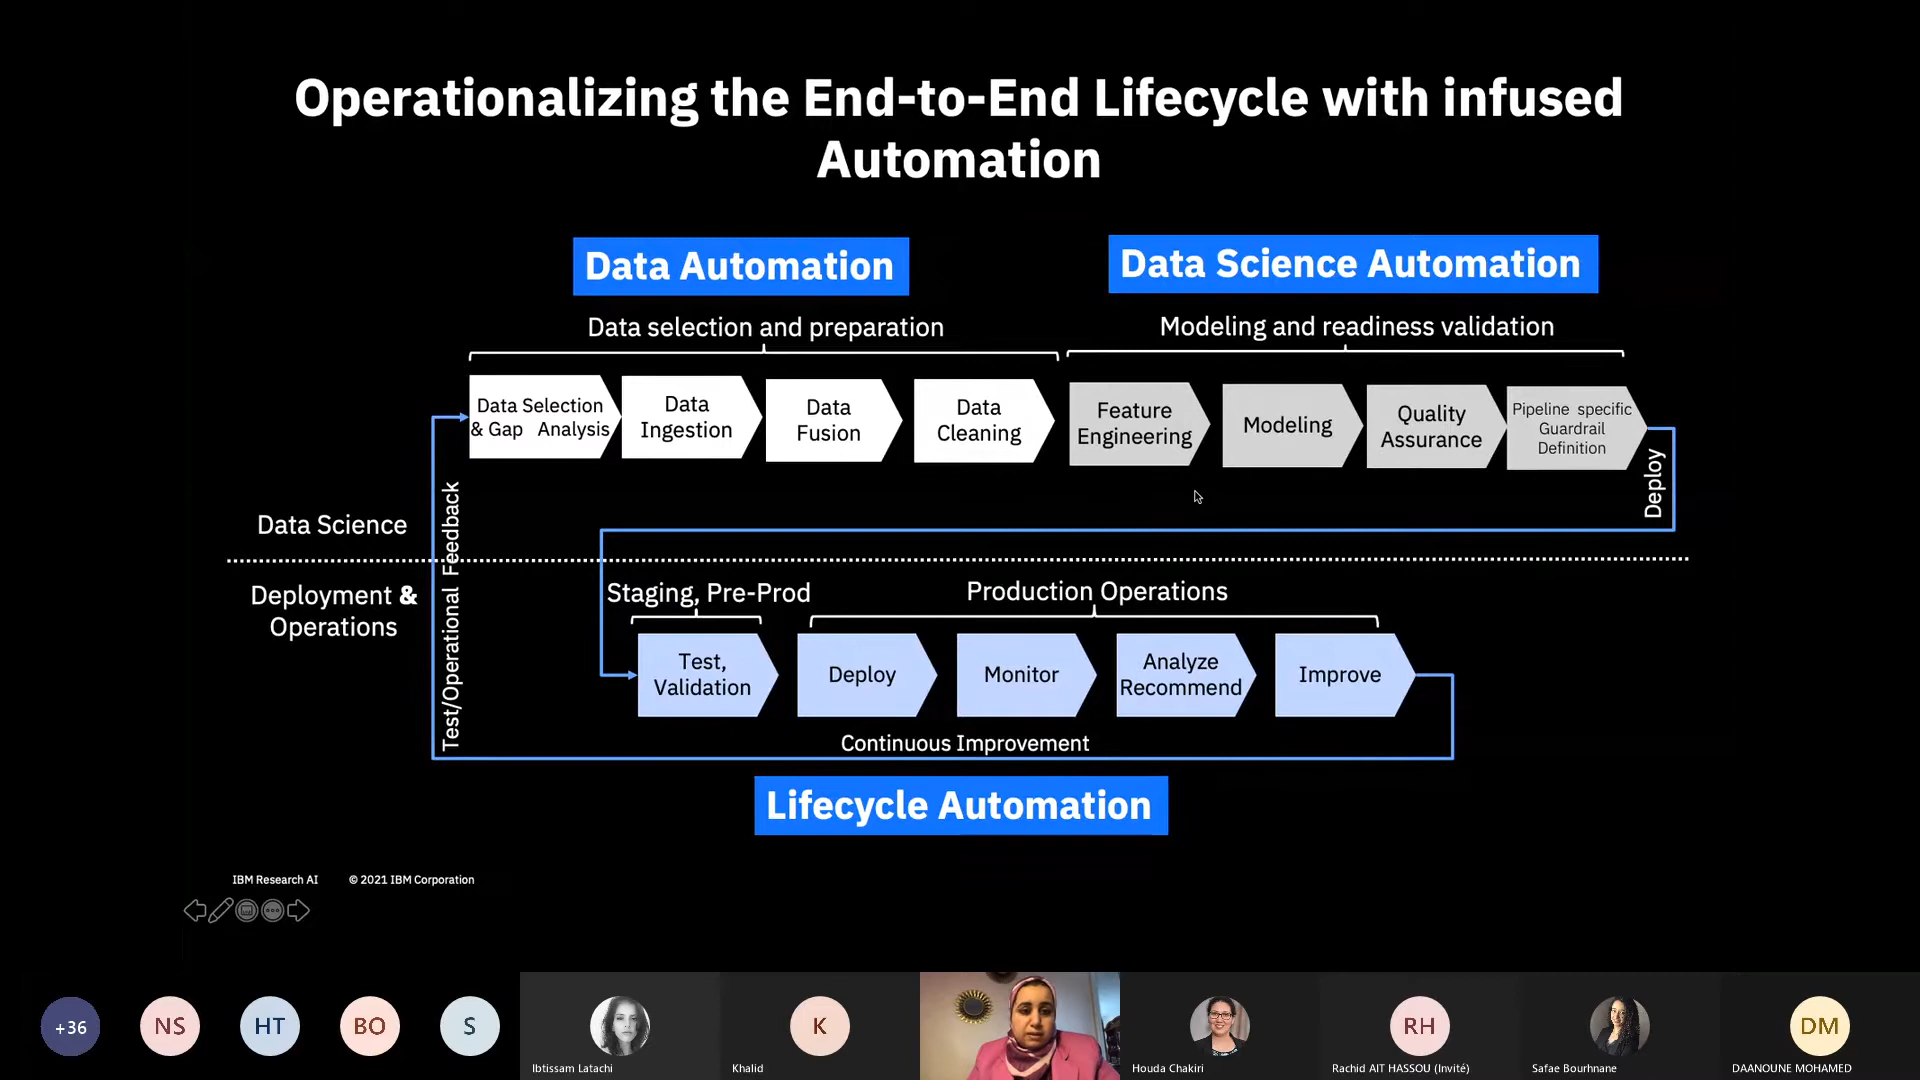 Operationalizing the End-to-End Lifecycle with infused
Automation
Data Automation
Data Science Automation
Data selection and preparation
Modeling and readiness validation
Data Selection
& Gap Analysis
Data
Ingestion
Data
Fusion
Data
Cleaning
Feature
Engineering
Modeling
Quality
Assurance
Pipeline specific
Guardrail
Definition
Deploy
Data Science
Test/Operational Feedback
Deployment &
Operations
Staging, Pre-Prod
Production Operations
Test,
Validation
Deploy
Monitor
Analyze
Recommend
Improve
Continuous Improvement
Lifecycle Automation
IBM Research AI
© 2021 IBM Corporation
+36
NS
HT
BO
S
Ibtissam Latachi
K
Khalid
Houda Chakiri
RH
Rachid AIT HASSOU (Invité)
Safae Bourhnane
DM
DAANOUNE MOHAMED